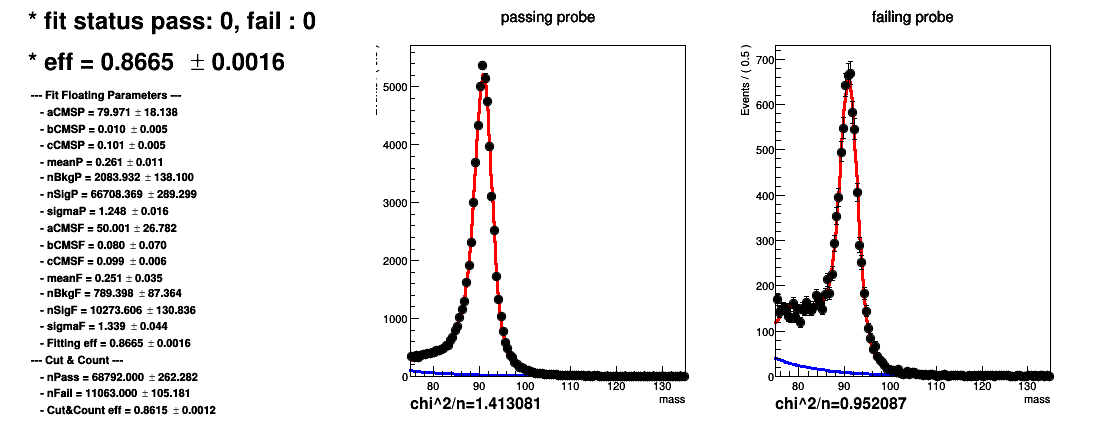 * fit status pass: 0, fail : 0
* eff = 0.8665 ± 0.0016
--- Fit Floating Parameters ---
- aCMSP = 79.971 ± 18.138
- bCMSP = 0.010 ± 0.005
- cCMSP = 0.101 ± 0.005
- meanP = 0.261 ± 0.011
- nBkgP = 2083.932 ± 138.100
- nSigP = 66708.369 ± 289.299
- sigmaP = 1.248 ± 0.016
- aCMSF = 50.001 ± 26.782
- bCMSF = 0.080 ± 0.070
- cCMSF = 0.099 ± 0.006
- meanF = 0.251 ± 0.035
- nBkgF = 789.398 ± 87.364
- nSigF = 10273.606 ± 130.836
- sigmaF = 1.339 ± 0.044
- Fitting eff = 0.8665 ± 0.0016
--- Cut & Count ---
- nPass = 68792.000 ± 262.282
- nFail = 11063.000 ± 105.181
- Cut&Count eff = 0.8615 ± 0.0012
passing probe
5000
4000
3000
2000
1000
0
80 90 100 110 120 130
mass
chi^2/n=1.413081
failing probe
Events / ( 0.5 )
700
600
500
400
300
200
100
0
80 90 100 110 120 130
mass
chi^2/n=0.952087